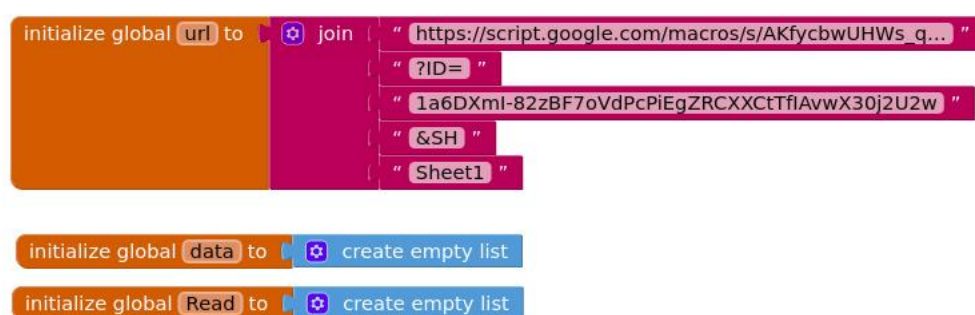 initialize global url to join " https://script.google.com/macros/s/AKfycbwUHWs_q... "
" ?ID= "
" 1a6DXmI-82zBF7oVdPcPiEgZRCXXCtTfIAvwX30j2U2w "
" &SH "
" Sheet1 "
initialize global data to create empty list
initialize global Read to create empty list